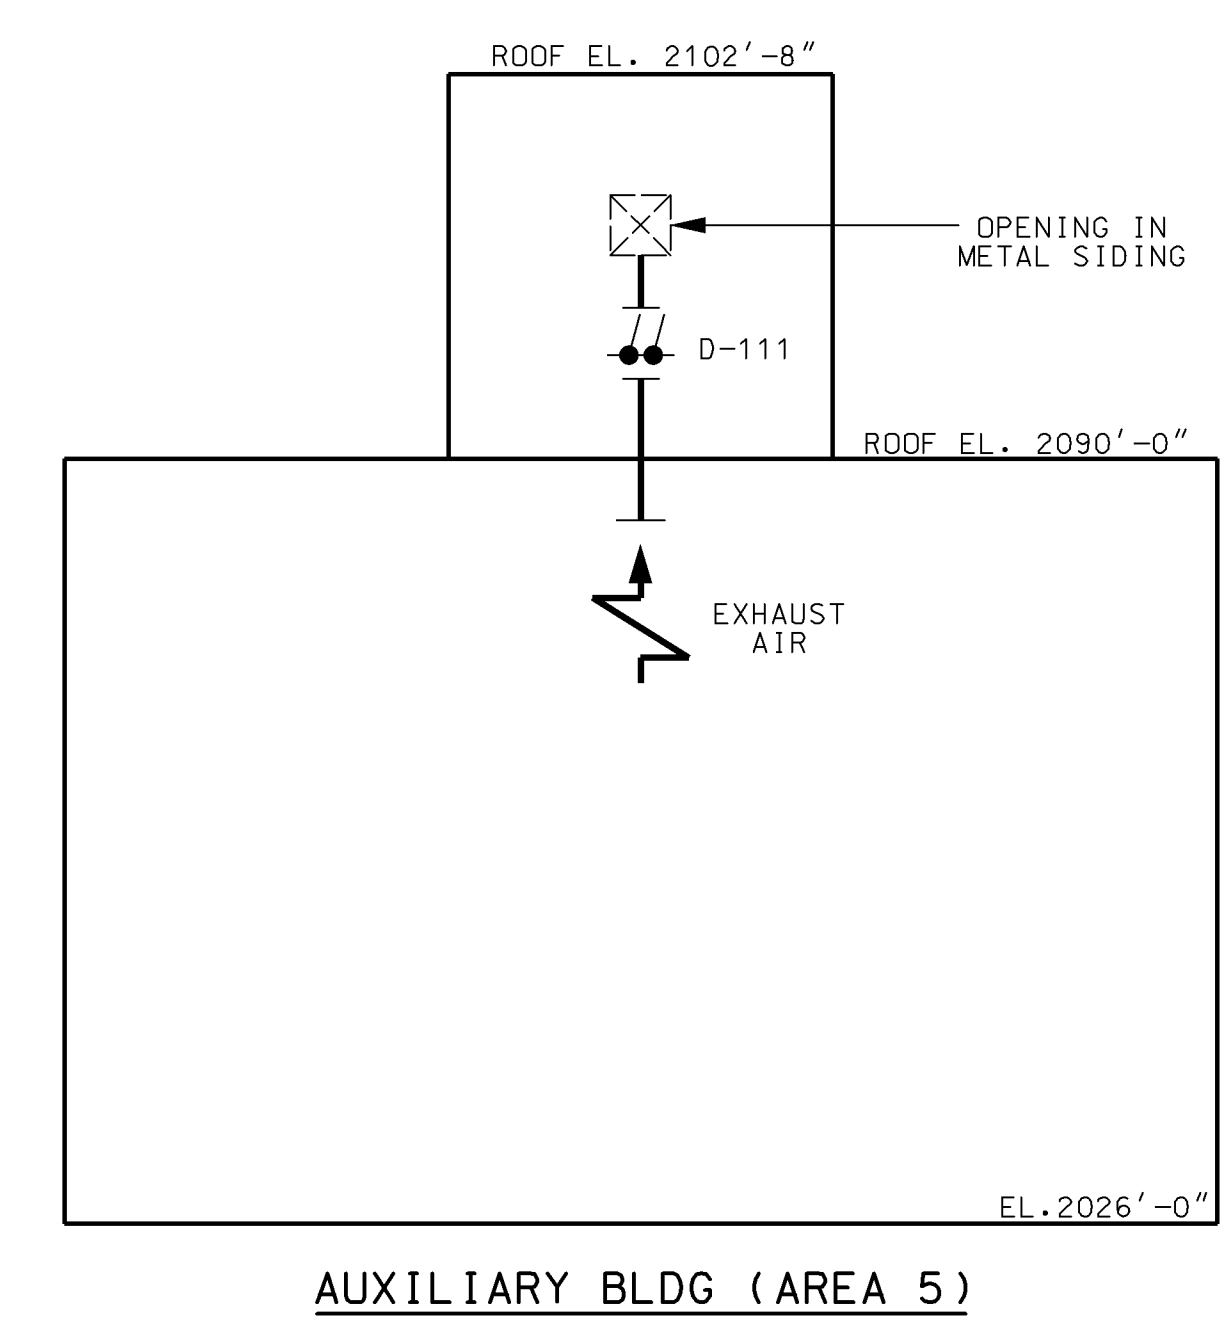 ROOF EL. 2102'-8"
OPENING IN
METAL SIDING
D-111
ROOF EL. 2090'-0"
EXHAUST
AIR
EL.2026'-0"
AUXILIARY BLDG (AREA 5)